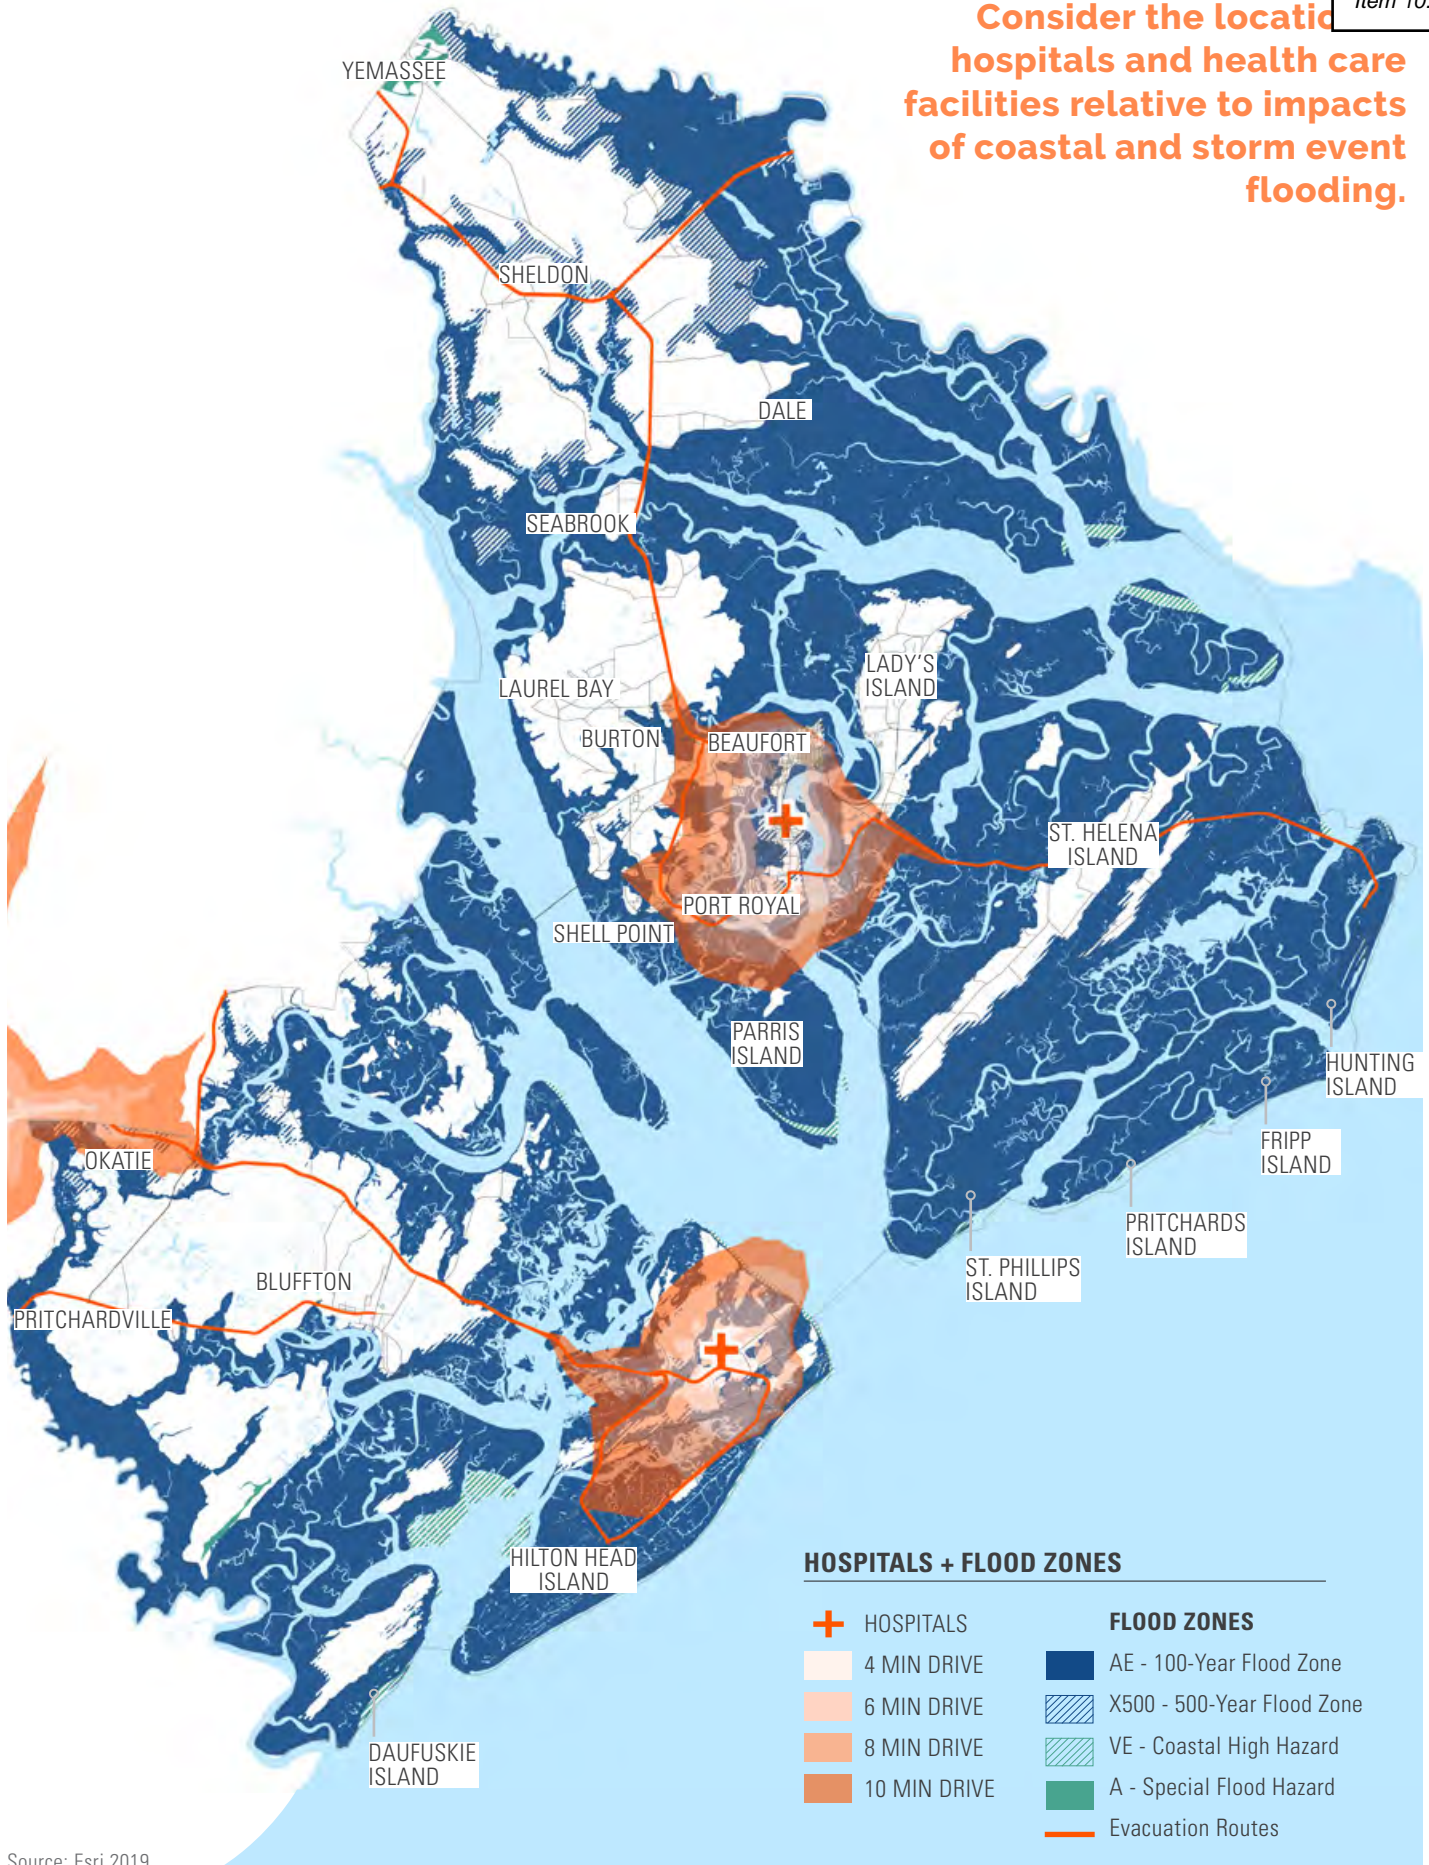 Item 10.
Consider the locatio
hospitals and health care
facilities relative to impacts
of coastal and storm event
flooding.
YEMASSEE
SHELDON
DALE
SEABROOK
LADY'S
ISLAND
LAUREL BAY
BURTON
BEAUFORT
ST. HELENA
ISLAND
PORT ROYAL
SHELL POINT
PARRIS
ISLAND
HUNTING
ISLAND
FRIPP
ISLAND
OKATIE
PRITCHARDS
ISLAND
ST. PHILLIPS
ISLAND
BLUFFTON
PRITCHARDVILLE
HILTON HEAD
ISLAND
DAUFUSKIE
ISLAND
HOSPITALS + FLOOD ZONES
HOSPITALS
4 MIN DRIVE
6 MIN DRIVE
8 MIN DRIVE
10 MIN DRIVE
FLOOD ZONES
AE - 100-Year Flood Zone
X500 - 500-Year Flood Zone
VE - Coastal High Hazard
A - Special Flood Hazard
Evacuation Routes
Source: Esri 2019